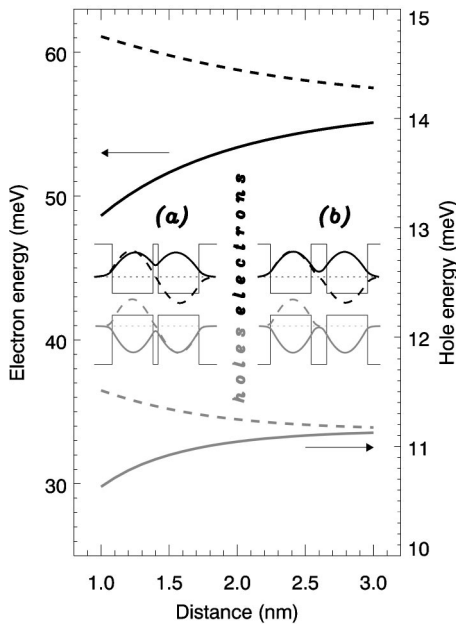 60
50
40
30
Electron energy (meV)
15
14
13
12
11
10
Hole energy (meV)
(a)
(b)
holes electrons
1.0 1.5 2.0 2.5 3.0
Distance (nm)